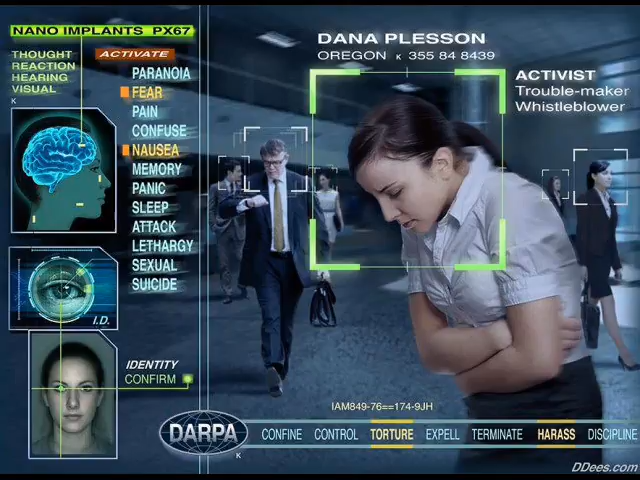 NANO IMPLANTS PX67
THOUGHT
REACTION
HEARING
VISUAL
K
ACTIVATE
PARANOIA
FEAR
PAIN
CONFUSE
NAUSEA
MEMORY
PANIC
SLEEP
ATTACK
LETHARGY
SEXUAL
SUICIDE
I.D.
IDENTITY
CONFIRM
DANA PLESSON
OREGON K 355 84 8439
ACTIVIST
Trouble-maker
Whistleblower
IAM849-76==174-9JH
DARPA
K
CONFINE CONTROL TORTURE EXPELL TERMINATE HARASS DISCIPLINE
DDees.com